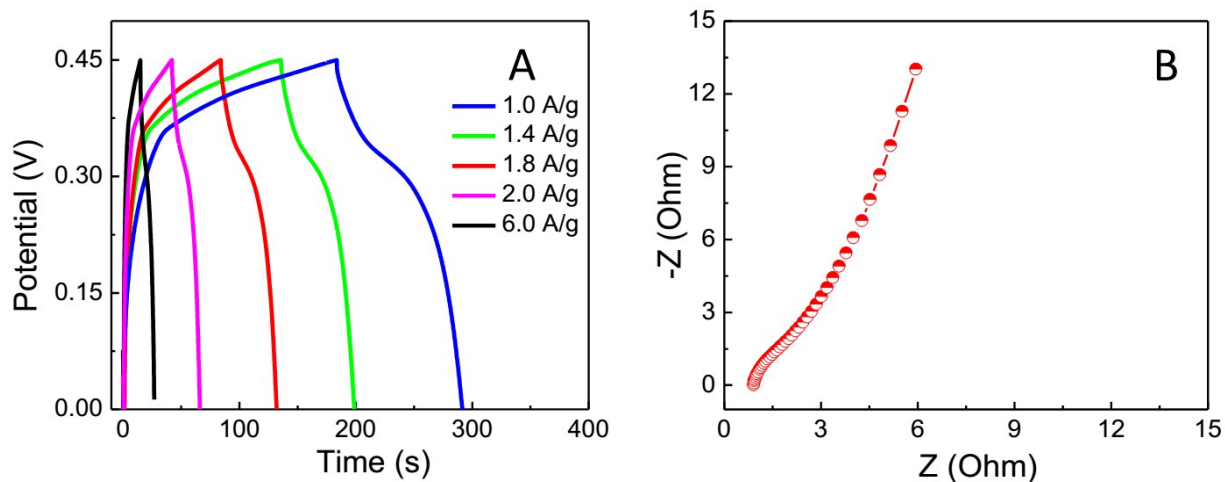 A
0.45
0.30
0.15
0.00
Potential (V)
1.0 A/g
1.4 A/g
1.8 A/g
2.0 A/g
6.0 A/g
0 100 200 300 400
Time (s)
B
15
12
9
6
3
0
-Z (Ohm)
0 3 6 9 12 15
Z (Ohm)